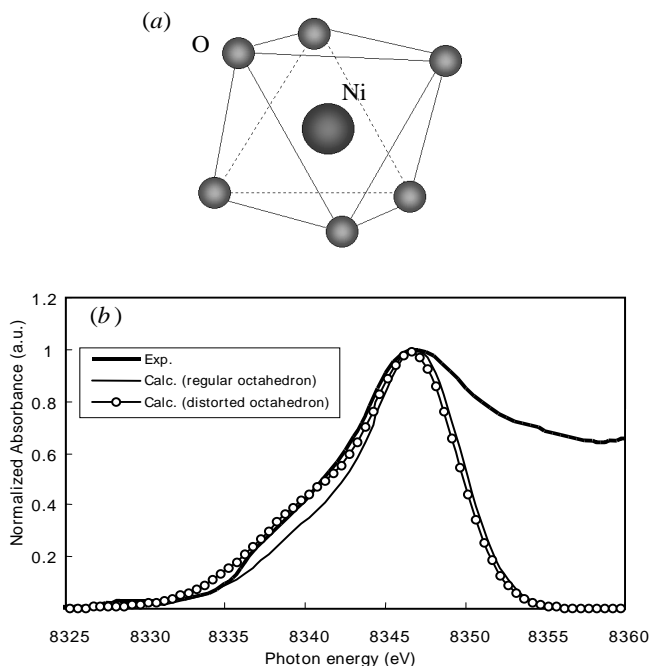 (a)
O
Ni
(b)
Exp.
Calc. (regular octahedron)
Calc. (distorted octahedron)
Normalized Absorbance (a.u.)
1.2
1
0.8
0.6
0.4
0.2
8325 8330 8335 8340 8345 8350 8355 8360
Photon energy (eV)